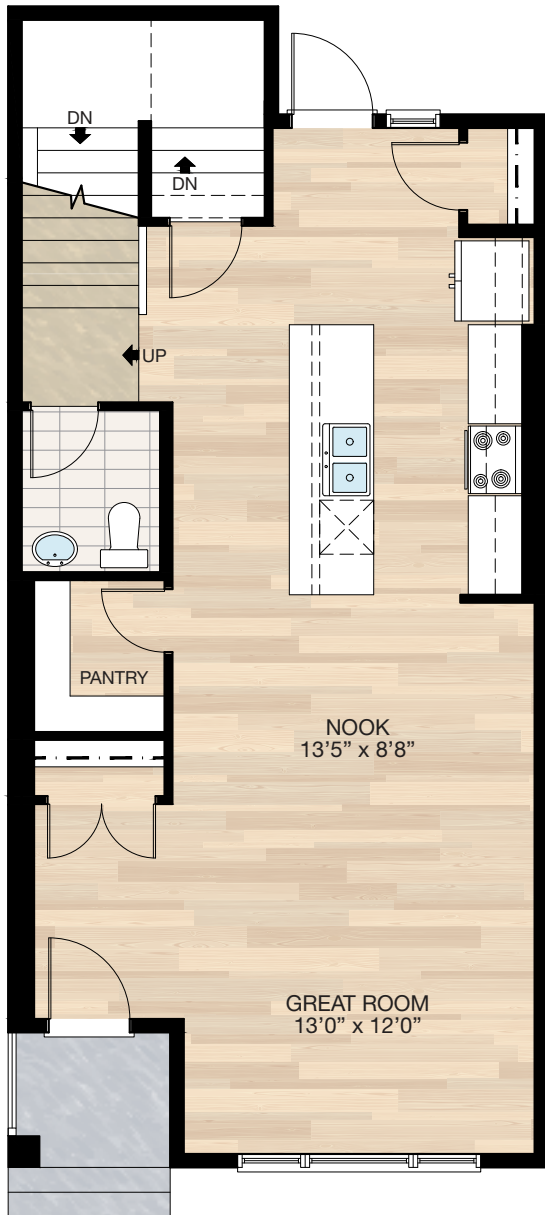 DN
DN
UP
PANTRY
NOOK
13'5” x 8'8”
GREAT ROOM
13'0” x 12'0”